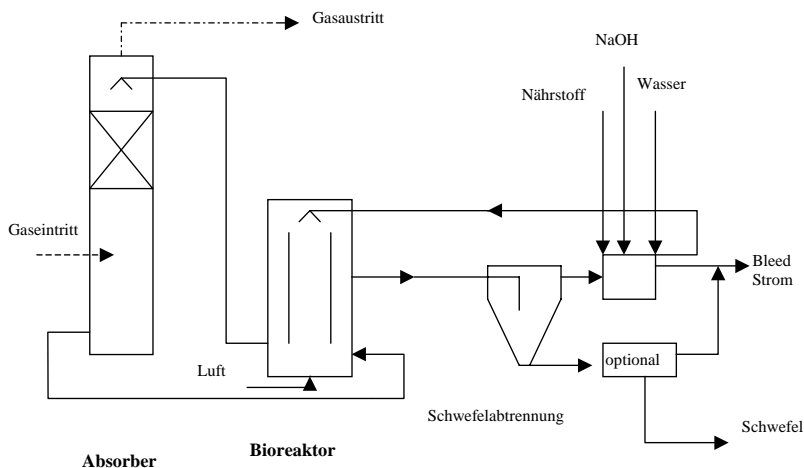 Gasaustritt
NaOH
Wasser
Nährstoff
Gaseintritt
Bleed
Strom
optional
Luft
Schwefelabtrennung
Schwefel
Bioreaktor
Absorber